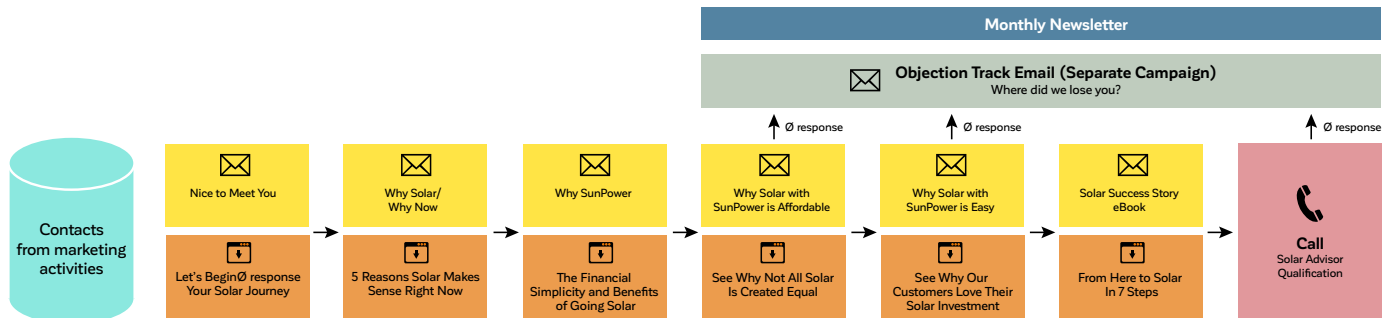 Monthly Newsletter
Objection Track Email (Separate Campaign)
Where did we lose you?
Ø response
Ø response
Ø response
Contacts
from marketing
activities
Nice to Meet You
Let's BeginØ response
Your Solar Journey
Why Solar/
Why Now
5 Reasons Solar Makes
Sense Right Now
Why SunPower
The Financial
Simplicity and Benefits
of Going Solar
Why Solar with
SunPower is Affordable
See Why Not All Solar
Is Created Equal
Why Solar with
SunPower is Easy
See Why Our
Customers Love Their
Solar Investment
Solar Success Story
eBook
From Here to Solar
In 7 Steps
Call
Solar Advisor
Qualification